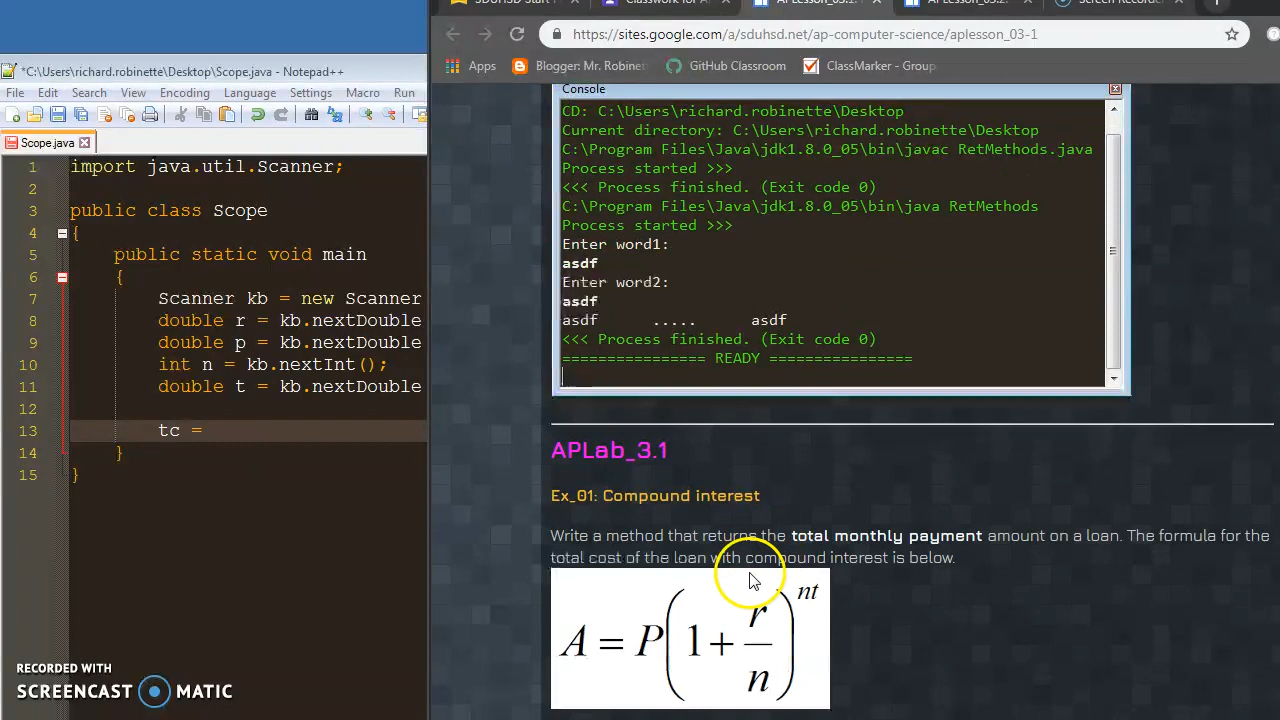 *C:\Users\richard.robinette\Desktop\Scope.java - Notepad++
File Edit Search View Encoding Language Settings Macro Run
Scope.java
1 import java.util.Scanner;
2
3 public class Scope
4 {
5 public static void main
6 {
7 Scanner kb = new Scanner
8 double r = kb.nextDouble
9 double p = kb.nextDouble
10 int n = kb.nextInt();
11 double t = kb.nextDouble
12
13 tc =
14 }
15 }
RECORDED WITH
SCREENCAST MATIC
https://sites.google.com/a/sduhsd.net/ap-computer-science/aplesson_03-1
Apps Blogger: Mr. Robinet GitHub Classroom ClassMarker - Group
Console
CD: C:\Users\richard.robinette\Desktop
Current directory: C:\Users\richard.robinette\Desktop
C:\Program Files\Java\jdk1.8.0_05\bin\javac RetMethods.java
Process started >>>
<<< Process finished. (Exit code 0)
C:\Program Files\Java\jdk1.8.0_05\bin\java RetMethods
Process started >>>
Enter word1:
asdf
Enter word2:
asdf
asdf ..... asdf
<<< Process finished. (Exit code 0)
================ READY ================
APLab_3.1
Ex_01: Compound interest
Write a method that returns the total monthly payment amount on a loan. The formula for the
total cost of the loan with compound interest is below.
A = P(1 + r/n)^nt